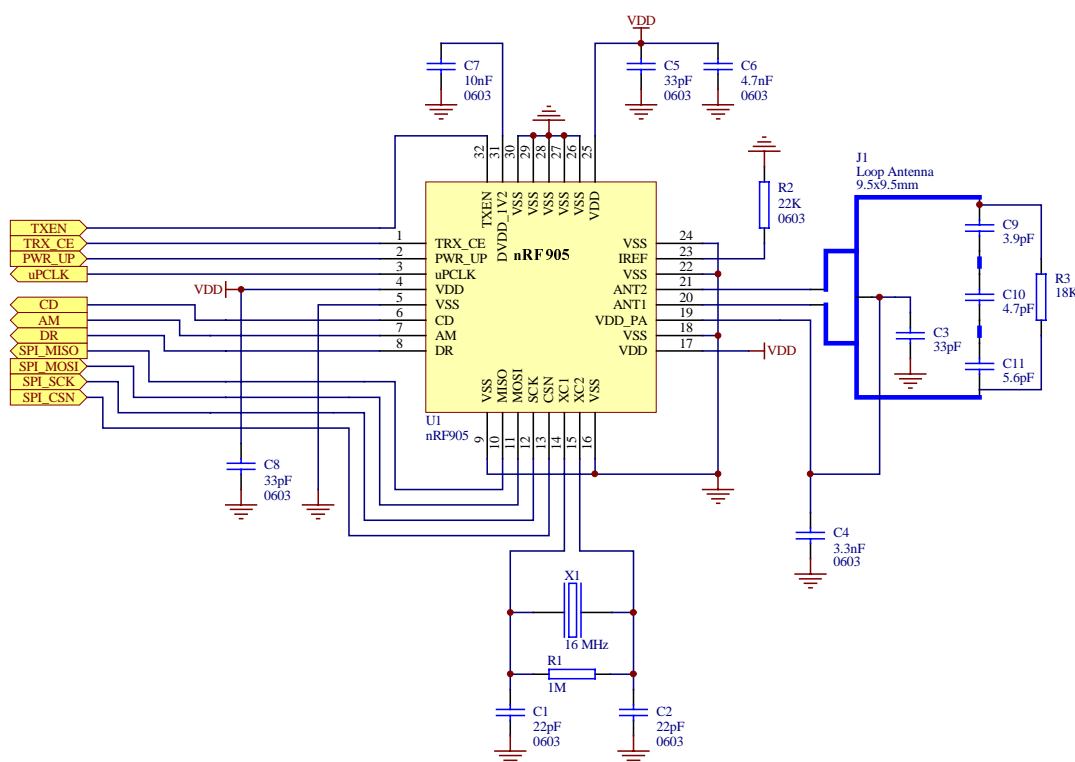 VDD
C7
10nF
0603
C5
33pF
0603
C6
4.7nF
0603
32
31
30
29
28
27
26
25
TXEN
DVDD_1V2
VSS
VSS
VSS
VSS
VSS
VDD
R2
22K
0603
J1
Loop Antenna
9.5x9.5mm
TXEN
TRX_CE
PWR_UP
uPCLK
CD
AM
DR
SPI_MISO
SPI_MOSI
SPI_SCK
SPI_CSN
VDD
1
2
3
4
5
6
7
8
TRX_CE
PWR_UP
uPCLK
VDD
VSS
CD
AM
DR
nRF905
VSS
IREF
VSS
ANT2
ANT1
VDD_PA
VSS
VDD
24
23
22
21
20
19
18
17
VDD
C9
3.9pF
C10
4.7pF
C11
5.6pF
R3
18K
C3
33pF
VSS
MISO
MOSI
SCK
CSN
XC1
XC2
VSS
U1
nRF905
9
10
11
12
13
14
15
16
C8
33pF
0603
C4
3.3nF
0603
X1
16 MHz
R1
1M
C1
22pF
0603
C2
22pF
0603